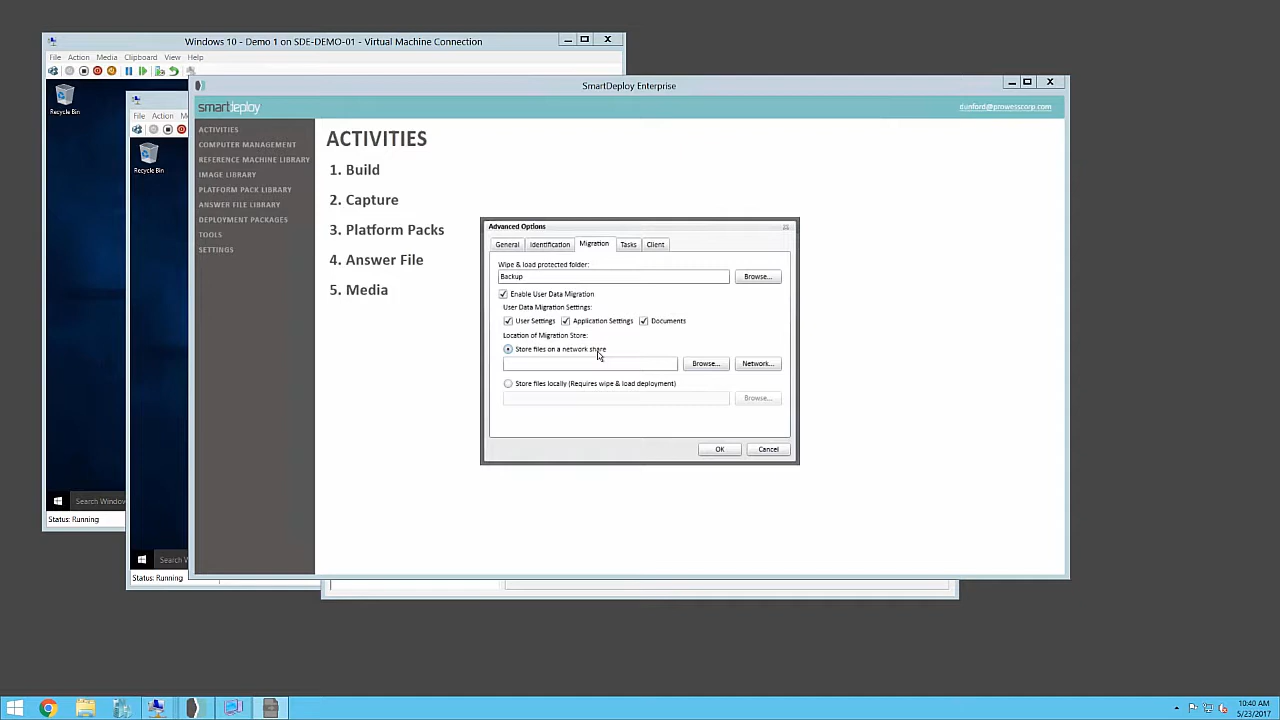 Windows 10 - Demo 1 on SDE-DEMO-01 - Virtual Machine Connection
File Action Media Clipboard View Help
Recycle Bin
File Action M
Recycle Bin
Search Window
Status: Running
Search W
Status: Running
SmartDeploy Enterprise
smartdeploy
dunford@prowesscorp.com
ACTIVITIES
COMPUTER MANAGEMENT
REFERENCE MACHINE LIBRARY
IMAGE LIBRARY
PLATFORM PACK LIBRARY
ANSWER FILE LIBRARY
DEPLOYMENT PACKAGES
TOOLS
SETTINGS
ACTIVITIES
1. Build
2. Capture
3. Platform Packs
4. Answer File
5. Media
Advanced Options
General Identification Migration Tasks Client
Wipe & load protected folder:
Backup Browse...
Enable User Data Migration
User Data Migration Settings:
User Settings Application Settings Documents
Location of Migration Store:
Store files on a network share
Browse... Network...
Store files locally (Requires wipe & load deployment)
Browse...
OK Cancel
10:40 AM
5/23/2017